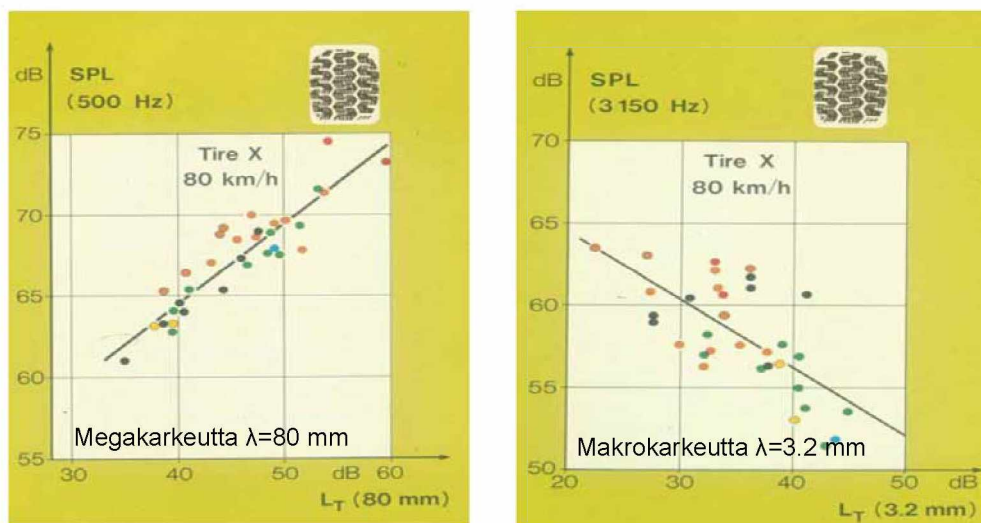 dB
SPL
(500 Hz)
75
Tire X
80 km/h
70
65
60
Megakarkeutta λ=80 mm
55
30
40
50
dB
60
L_T (80 mm)
dB
SPL
(3150 Hz)
70
Tire X
80 km/h
65
60
55
Makrokarkeutta λ=3.2 mm
50
20
30
40
50
dB
L_T (3.2 mm)